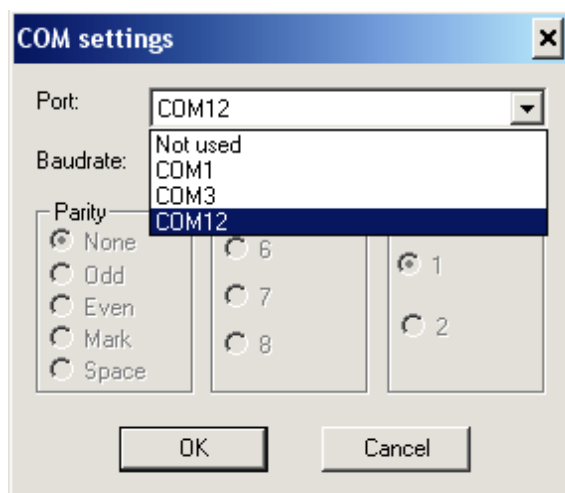 COM settings
Port:
COM12
Not used
COM1
COM3
COM12
Baudrate:
Parity
None
Odd
Even
Mark
Space
6
7
8
1
2
OK
Cancel